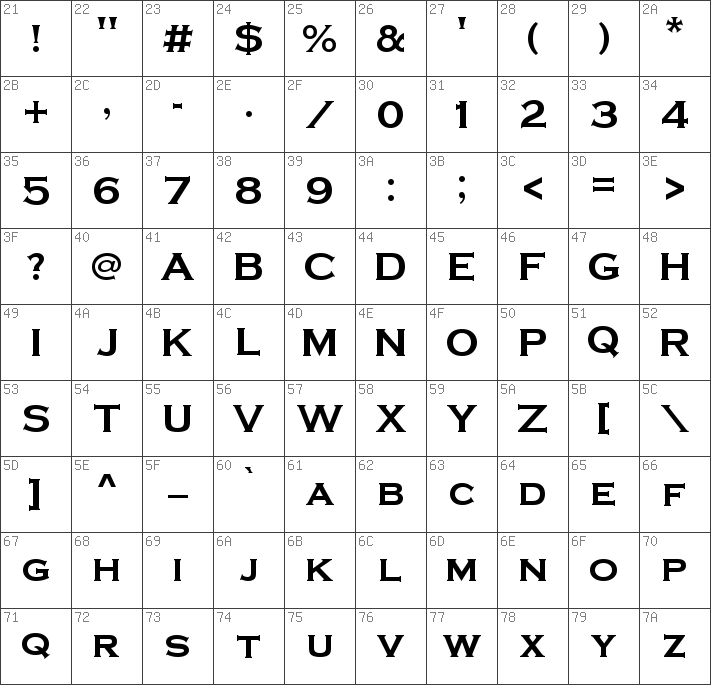 21 22 23 24 25 26 27 28 29 2A
! " # $ % & ' ( ) *
2B 2C 2D 2E 2F 30 31 32 33 34
+ , - . / 0 1 2 3 4
35 36 37 38 39 3A 3B 3C 3D 3E
5 6 7 8 9 : ; < = >
3F 40 41 42 43 44 45 46 47 48
? @ A B C D E F G H
49 4A 4B 4C 4D 4E 4F 50 51 52
I J K L M N O P Q R
53 54 55 56 57 58 59 5A 5B 5C
S T U V W X Y Z [ \
5D 5E 5F 60 61 62 63 64 65 66
] ^ _ ` A B C D E F
67 68 69 6A 6B 6C 6D 6E 6F 70
G H I J K L M N O P
71 72 73 74 75 76 77 78 79 7A
Q R S T U V W X Y Z